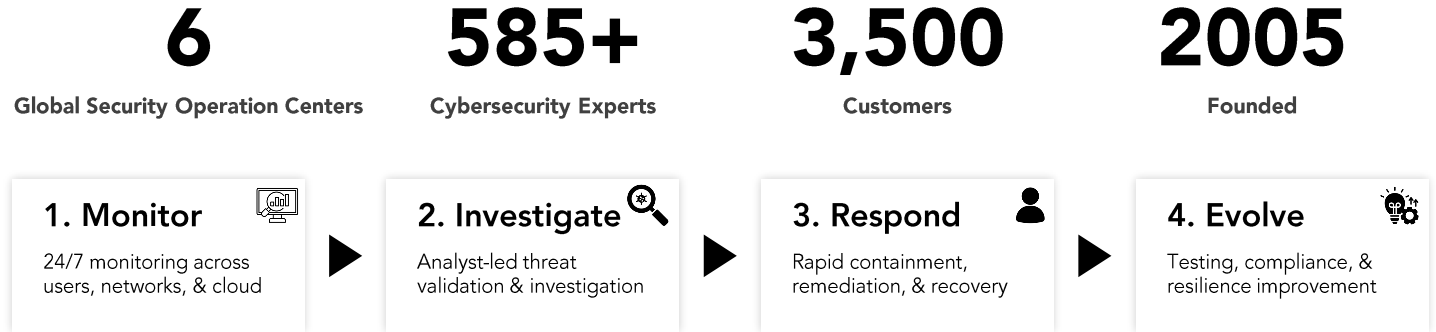 6
585+
3,500
2005
Global Security Operation Centers
Cybersecurity Experts
Customers
Founded
1. Monitor
24/7 monitoring across
users, networks, & cloud
2. Investigate
Analyst-led threat
validation & investigation
3. Respond
Rapid containment,
remediation, & recovery
4. Evolve
Testing, compliance, &
resilience improvement